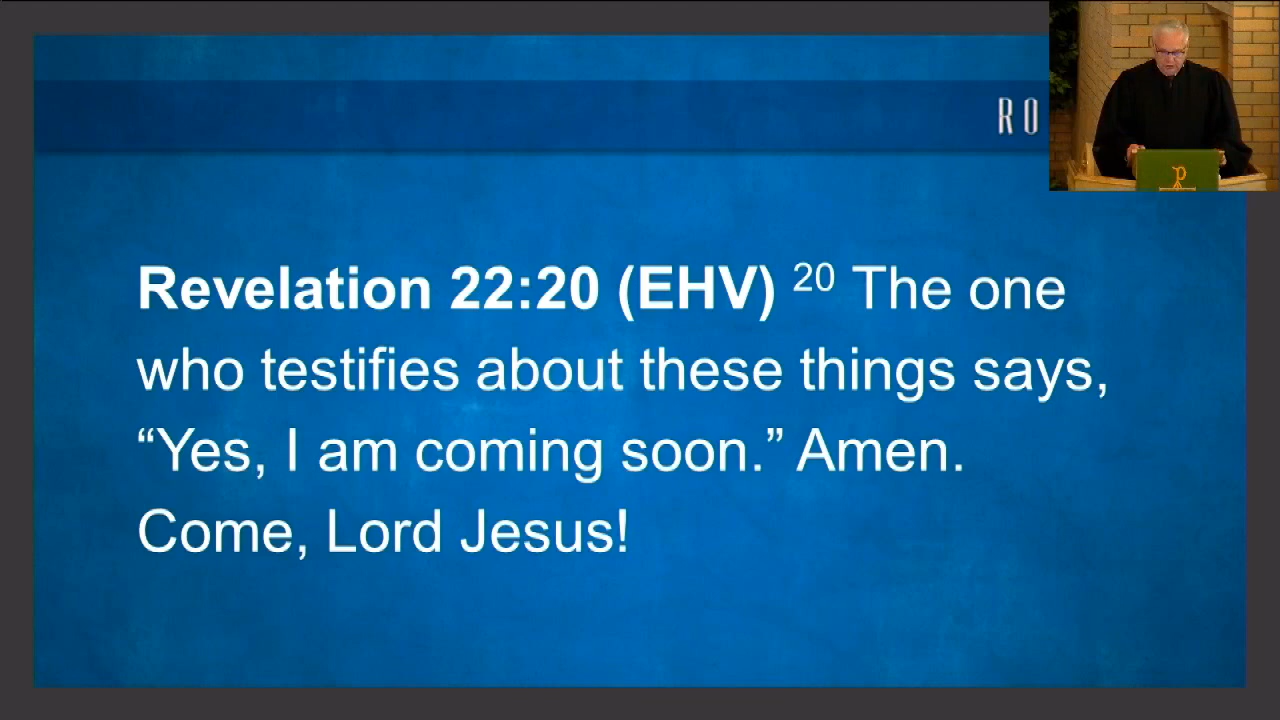 RO
Revelation 22:20 (EHV) 20 The one
who testifies about these things says,
“Yes, I am coming soon.” Amen.
Come, Lord Jesus!